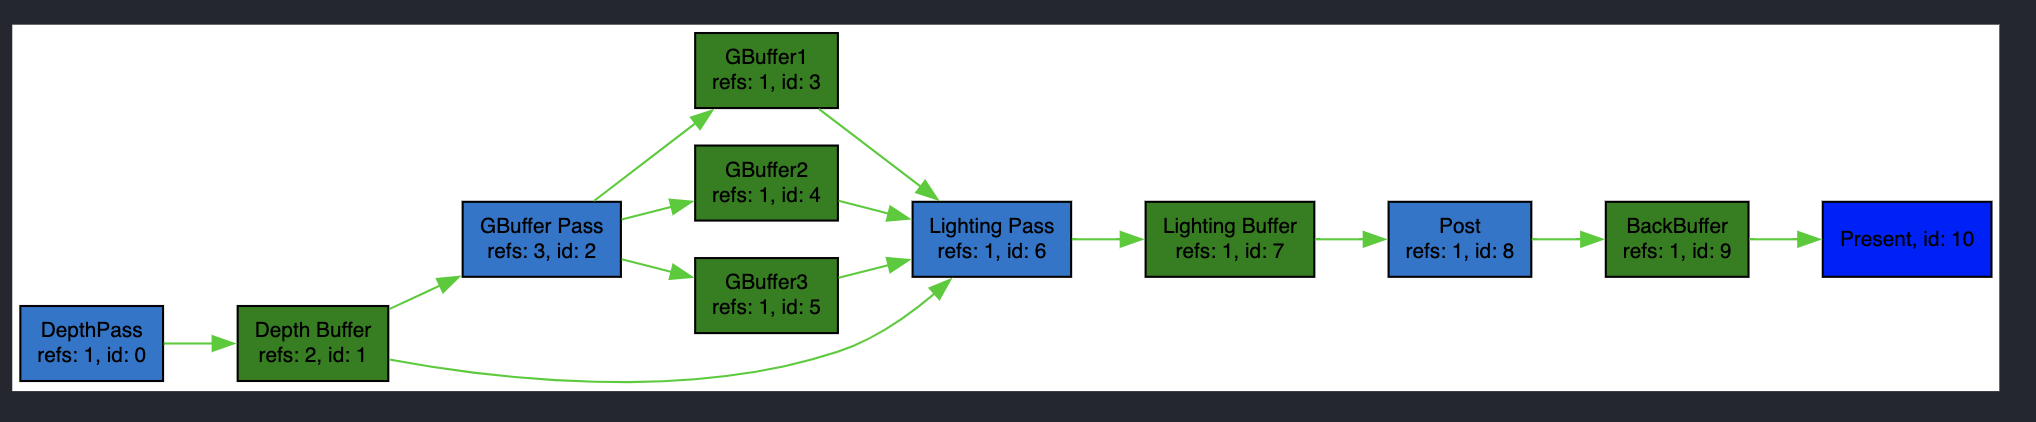 GBuffer1
refs: 1, id: 3
GBuffer2
refs: 1, id: 4
GBuffer Pass
refs: 3, id: 2
Lighting Pass
refs: 1, id: 6
Lighting Buffer
refs: 1, id: 7
Post
refs: 1, id: 8
BackBuffer
refs: 1, id: 9
Present, id: 10
GBuffer3
refs: 1, id: 5
DepthPass
refs: 1, id: 0
Depth Buffer
refs: 2, id: 1